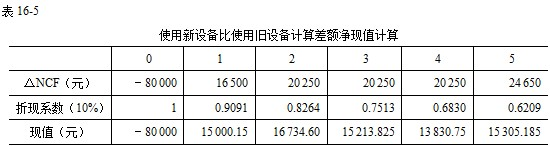 表 16-5
使用新设备比使用旧设备计算差额净现值计算
0 1 2 3 4 5
△NCF（元） －80 000 16 500 20 250 20 250 20 250 24 650
折现系数（10%） 1 0.9091 0.8264 0.7513 0.6830 0.6209
现值（元） －80 000 15 000.15 16 734.60 15 213.825 13 830.75 15 305.185